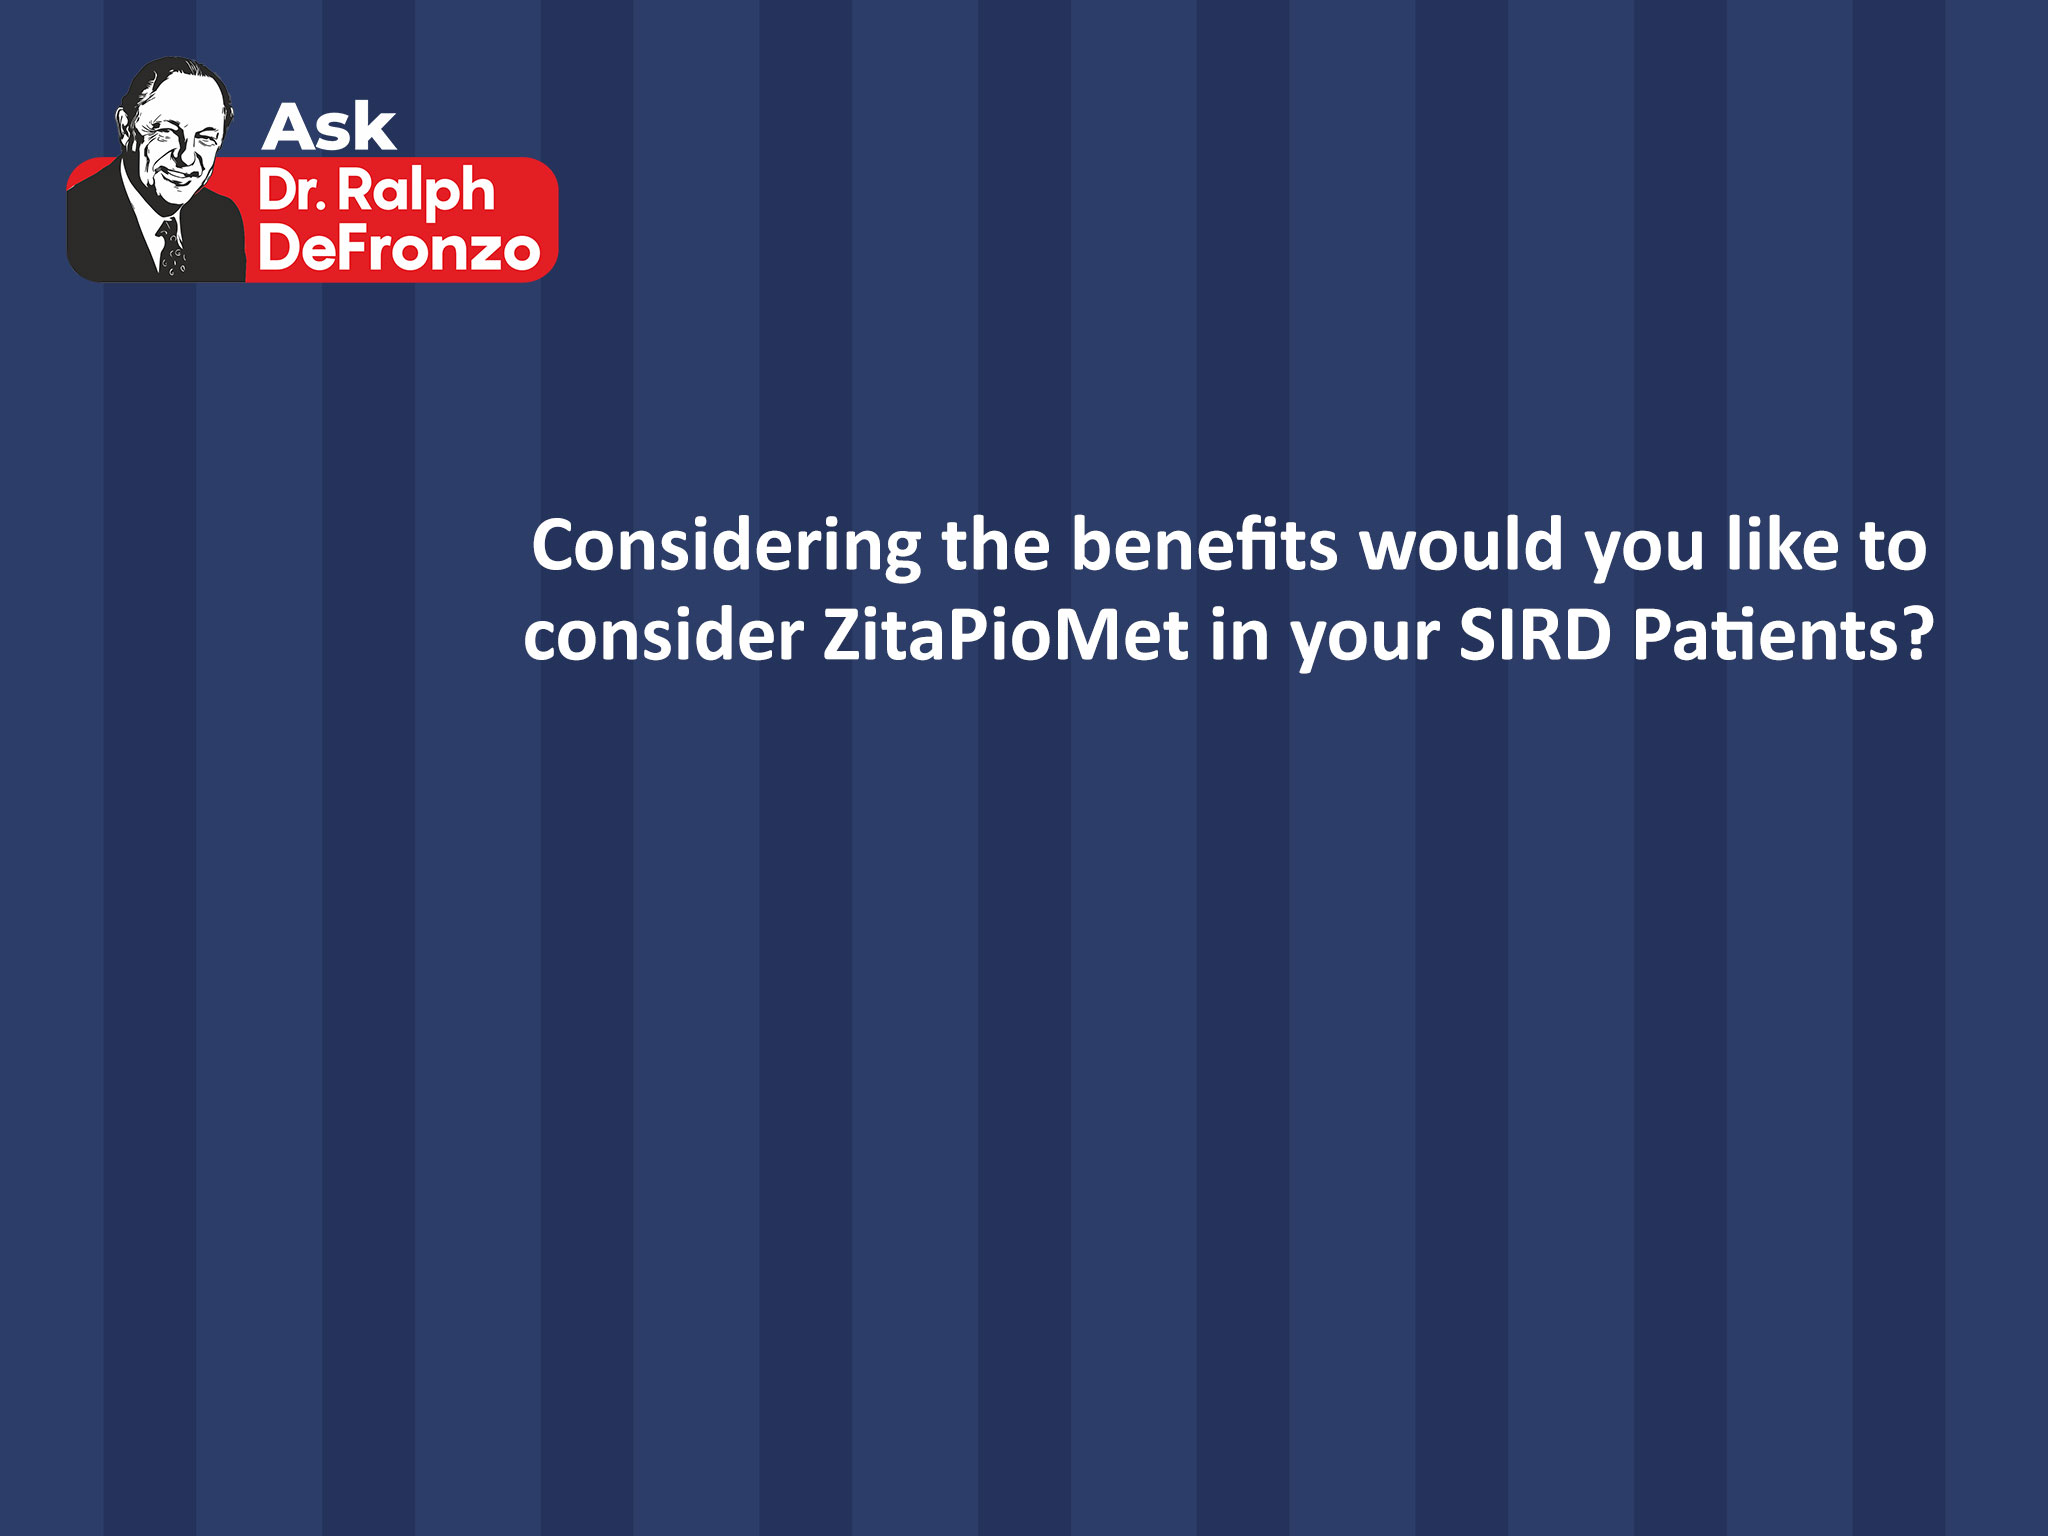 Ask
Dr. Ralph
DeFronzo
Considering the benefits would you like to
consider ZitaPioMet in your SIRD Patients?